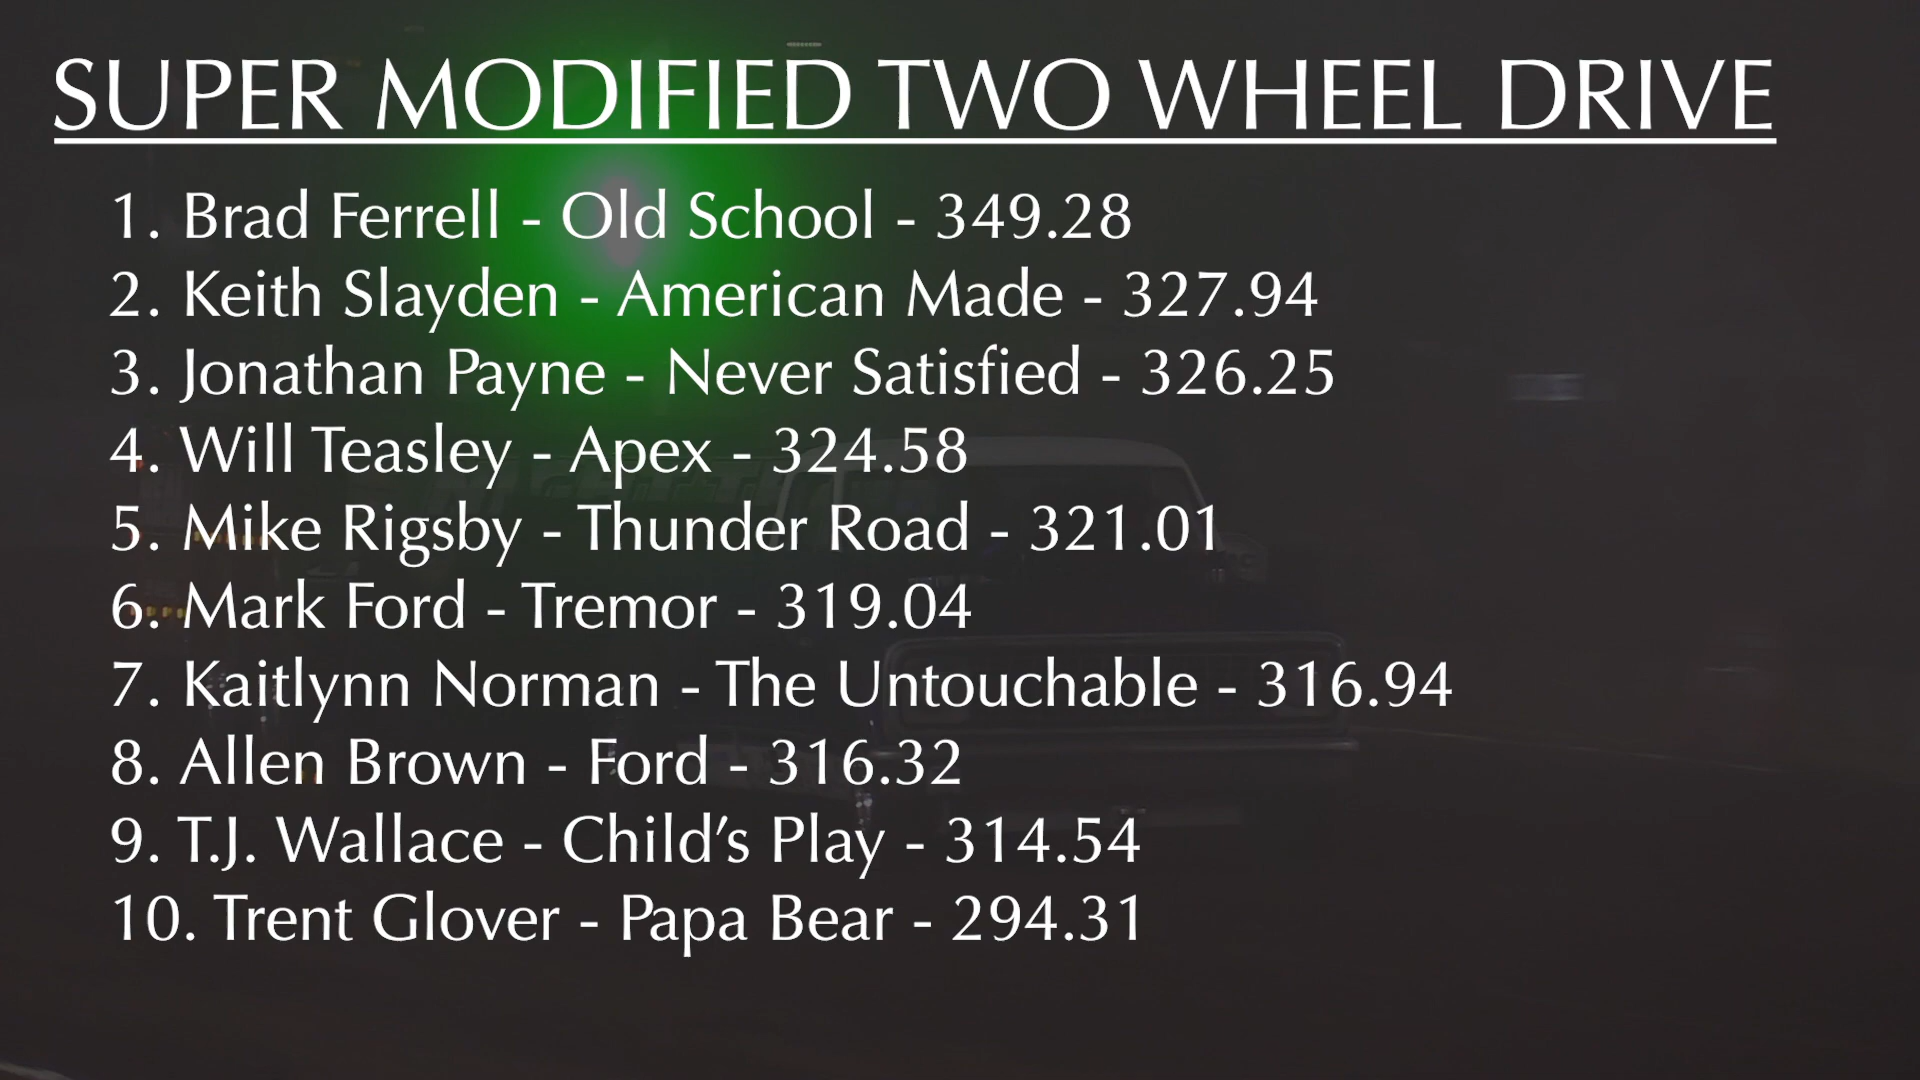 SUPER MODIFIED TWO WHEEL DRIVE
1. Brad Ferrell - Old School - 349.28
2. Keith Slayden - American Made - 327.94
3. Jonathan Payne - Never Satisfied - 326.25
4. Will Teasley - Apex - 324.58
5. Mike Rigsby - Thunder Road - 321.01
6. Mark Ford - Tremor - 319.04
7. Kaitlynn Norman - The Untouchable - 316.94
8. Allen Brown - Ford - 316.32
9. T.J. Wallace - Child’s Play - 314.54
10. Trent Glover - Papa Bear - 294.31